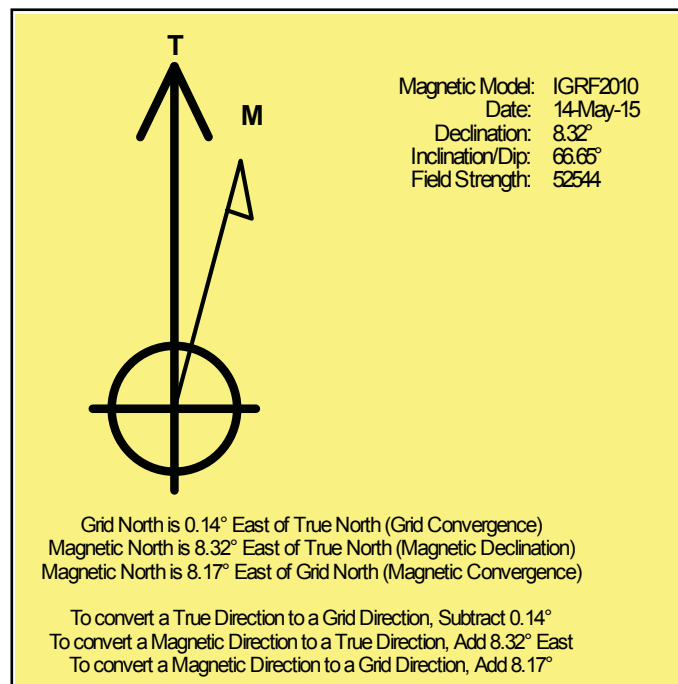 T
M
Magnetic Model: IGRF2010
Date: 14-May-15
Declination: 8.32°
Inclination/Dip: 66.65°
Field Strength: 52544
Grid North is 0.14° East of True North (Grid Convergence)
Magnetic North is 8.32° East of True North (Magnetic Declination)
Magnetic North is 8.17° East of Grid North (Magnetic Convergence)
To convert a True Direction to a Grid Direction, Subtract 0.14°
To convert a Magnetic Direction to a True Direction, Add 8.32° East
To convert a Magnetic Direction to a Grid Direction, Add 8.17°